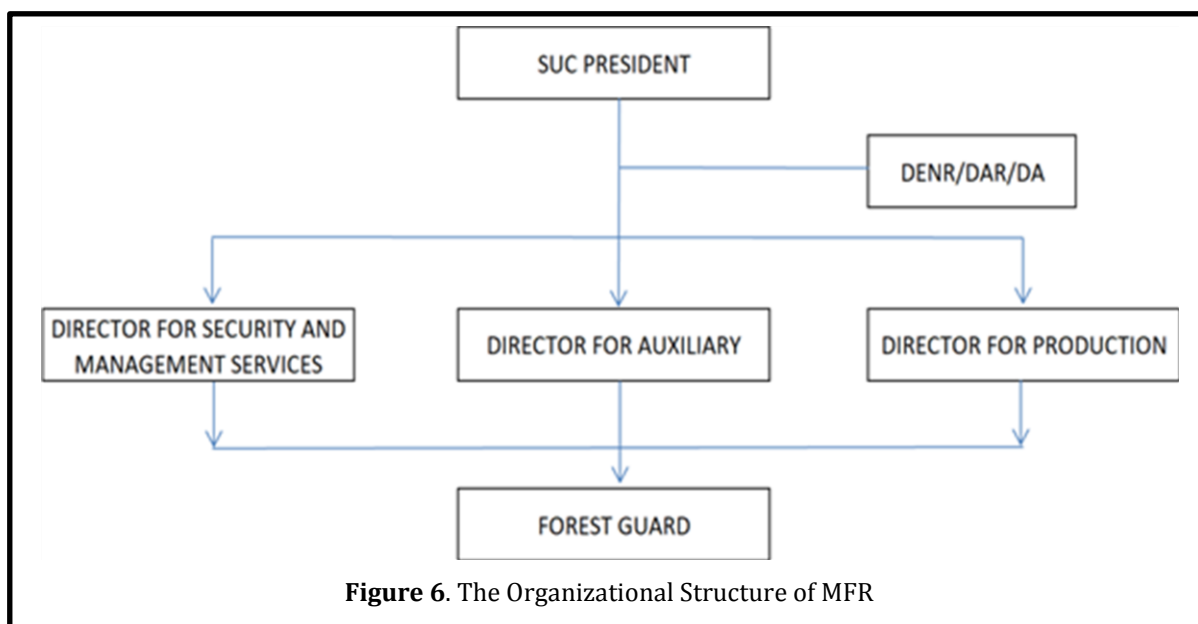 SUC PRESIDENT
DENR/DAR/DA
DIRECTOR FOR SECURITY AND
MANAGEMENT SERVICES
DIRECTOR FOR AUXILIARY
DIRECTOR FOR PRODUCTION
FOREST GUARD
Figure 6. The Organizational Structure of MFR